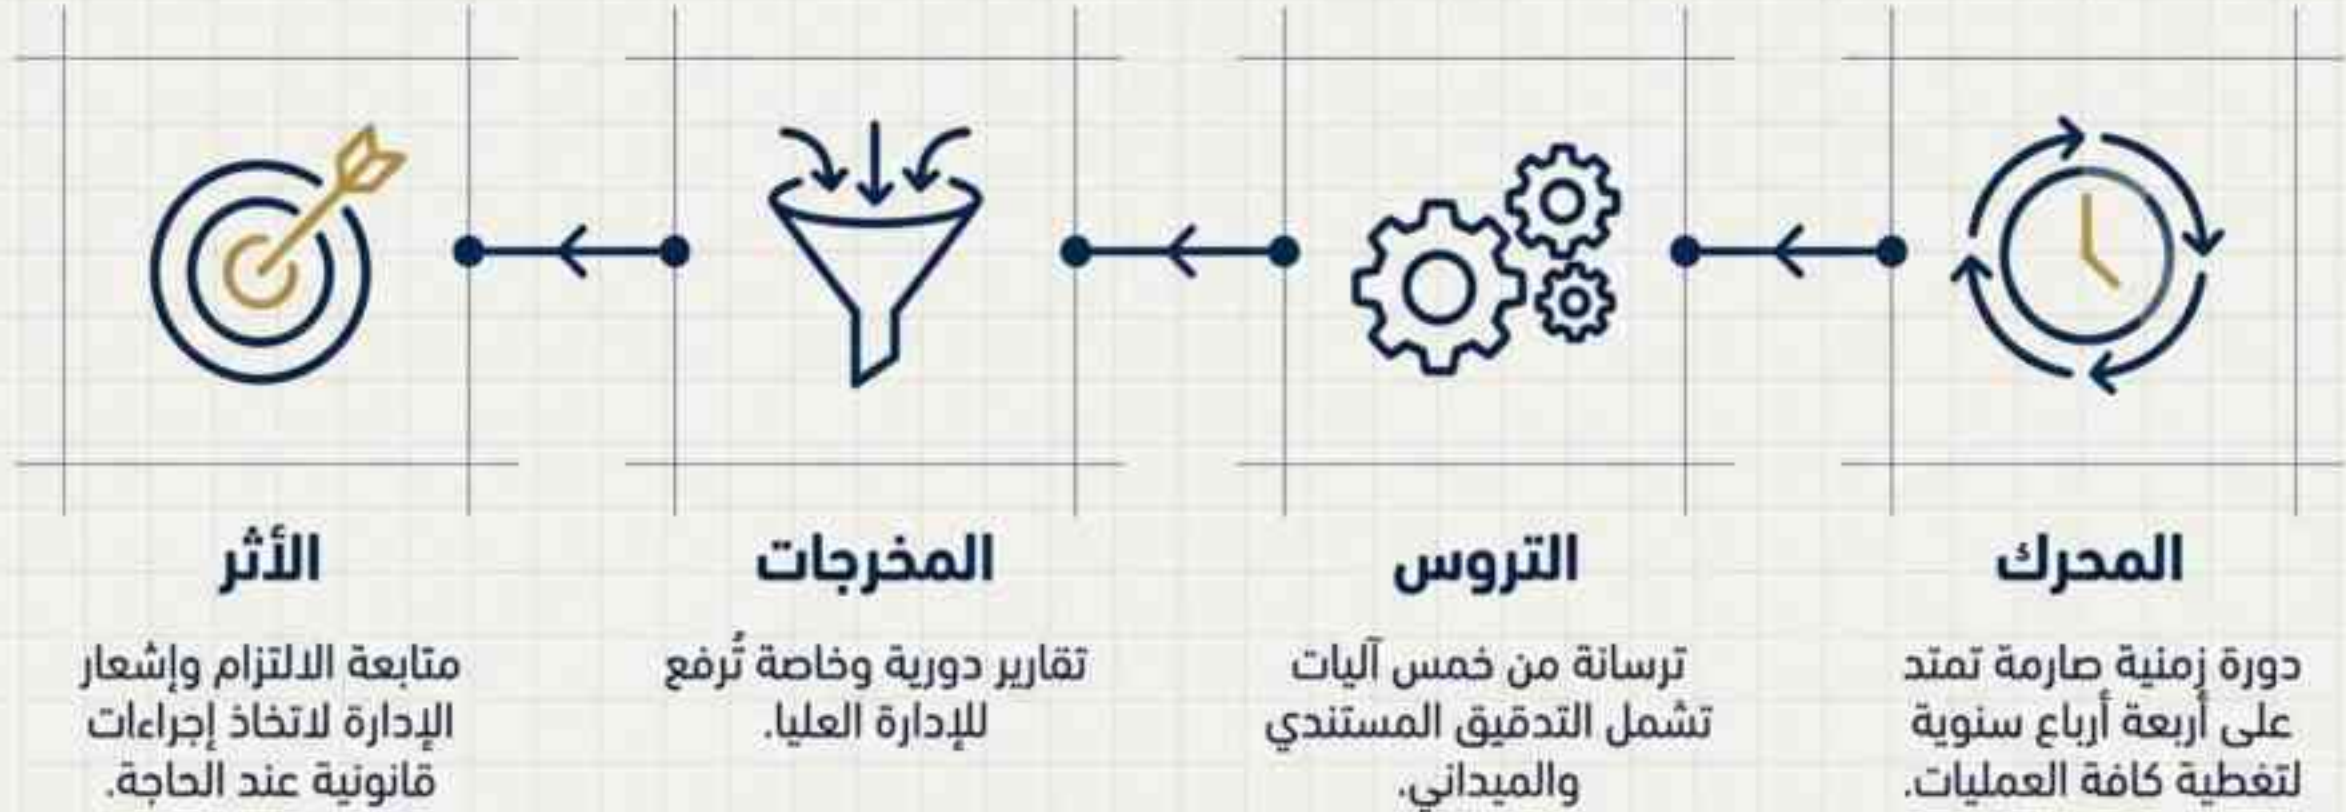 المحرك
دورة زمنية صارمة تمتد
على أربعة أرباع سنوية
لتغطية كافة العمليات.
التروس
ترسانة من خمس آليات
تشمل التدقيق المستندي
والميداني.
المخرجات
تقارير دورية وخاصة تُرفع
للإدارة العليا.
الأثر
متابعة الالتزام وإشعار
الإدارة لاتخاذ إجراءات
قانونية عند الحاجة.